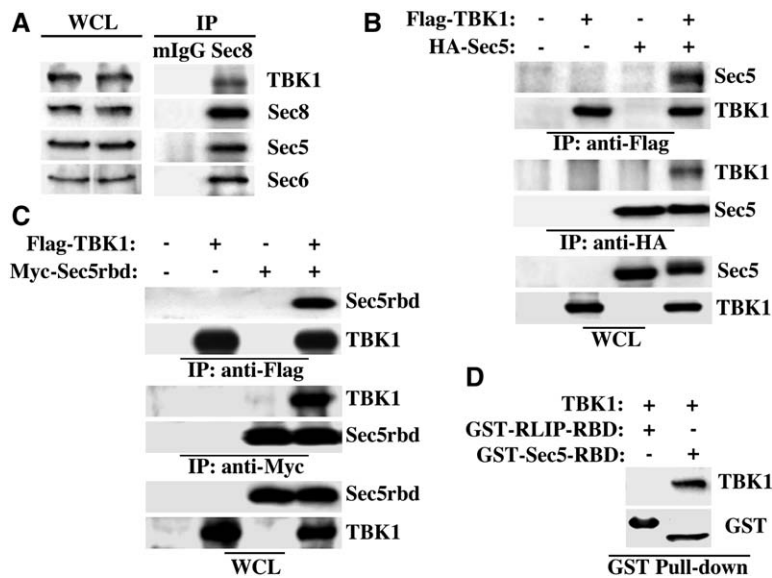 A
WCL IP
mIgG Sec8
TBK1
Sec8
Sec5
Sec6
B
Flag-TBK1: - + - +
HA-Sec5: - - + +
Sec5
TBK1
IP: anti-Flag
TBK1
Sec5
IP: anti-HA
Sec5
TBK1
WCL
C
Flag-TBK1: - + - +
Myc-Sec5rbd: - - + +
Sec5rbd
TBK1
IP: anti-Flag
TBK1
Sec5rbd
IP: anti-Myc
Sec5rbd
TBK1
WCL
D
TBK1: + +
GST-RLIP-RBD: + -
GST-Sec5-RBD: - +
TBK1
GST
GST Pull-down